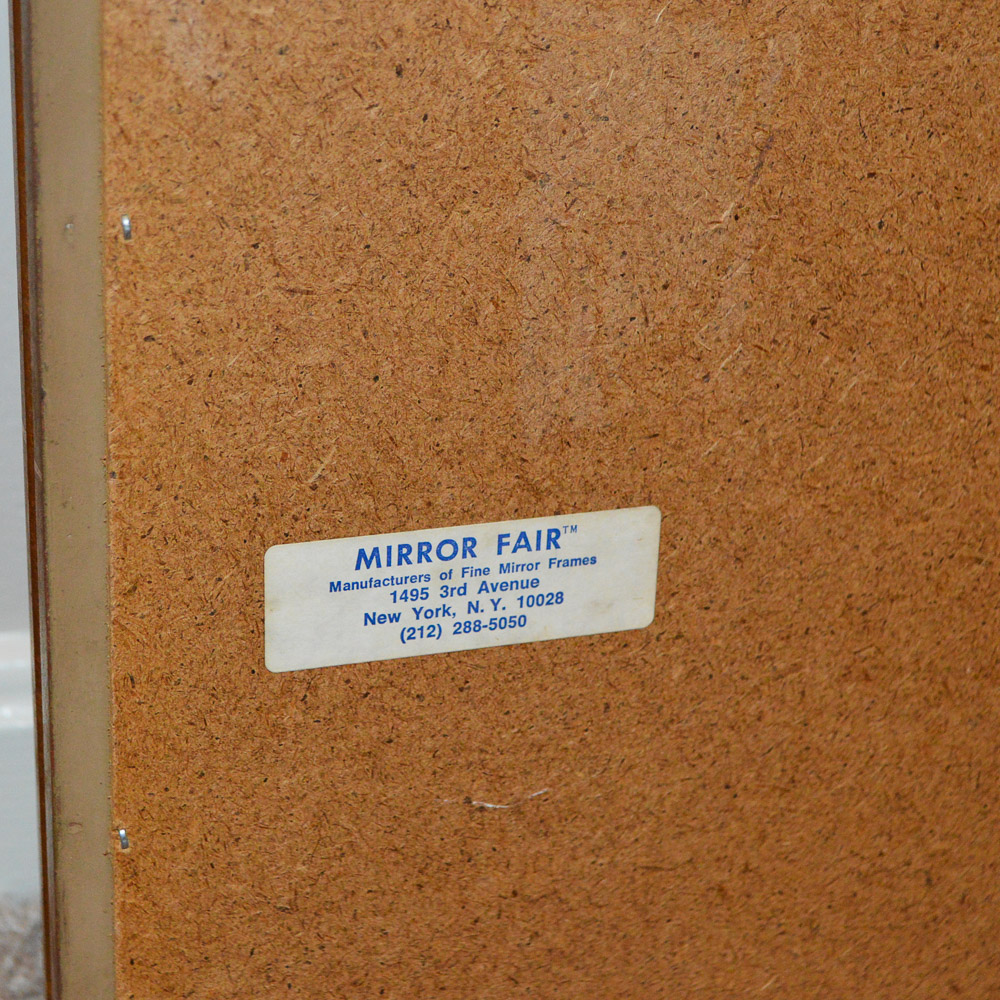 MIRROR FAIR™
Manufacturers of Fine Mirror Frames
1495 3rd Avenue
New York, N.Y. 10028
(212) 288-5050